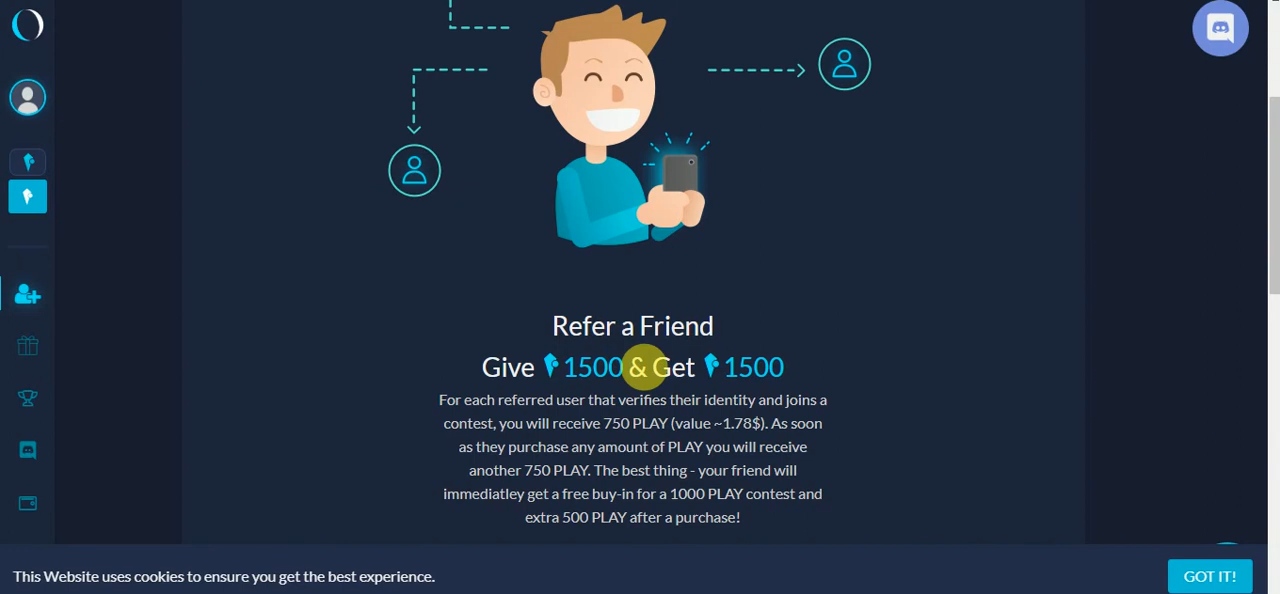 Refer a Friend
Give 1500 & Get 1500
For each referred user that verifies their identity and joins a
contest, you will receive 750 PLAY (value ~1.78$). As soon
as they purchase any amount of PLAY you will receive
another 750 PLAY. The best thing - your friend will
immediatley get a free buy-in for a 1000 PLAY contest and
extra 500 PLAY after a purchase!
This Website uses cookies to ensure you get the best experience.
GOT IT!